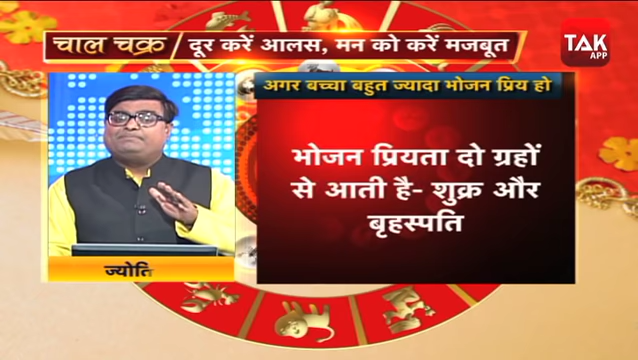 चाल चक्र
दूर करें आलस, मन को करें मजबूत
TAK
APP
अगर बच्चा बहुत ज्यादा भोजन प्रिय हो
भोजन प्रियता दो ग्रहों
से आती है- शुक्र और
बृहस्पति
ज्योति